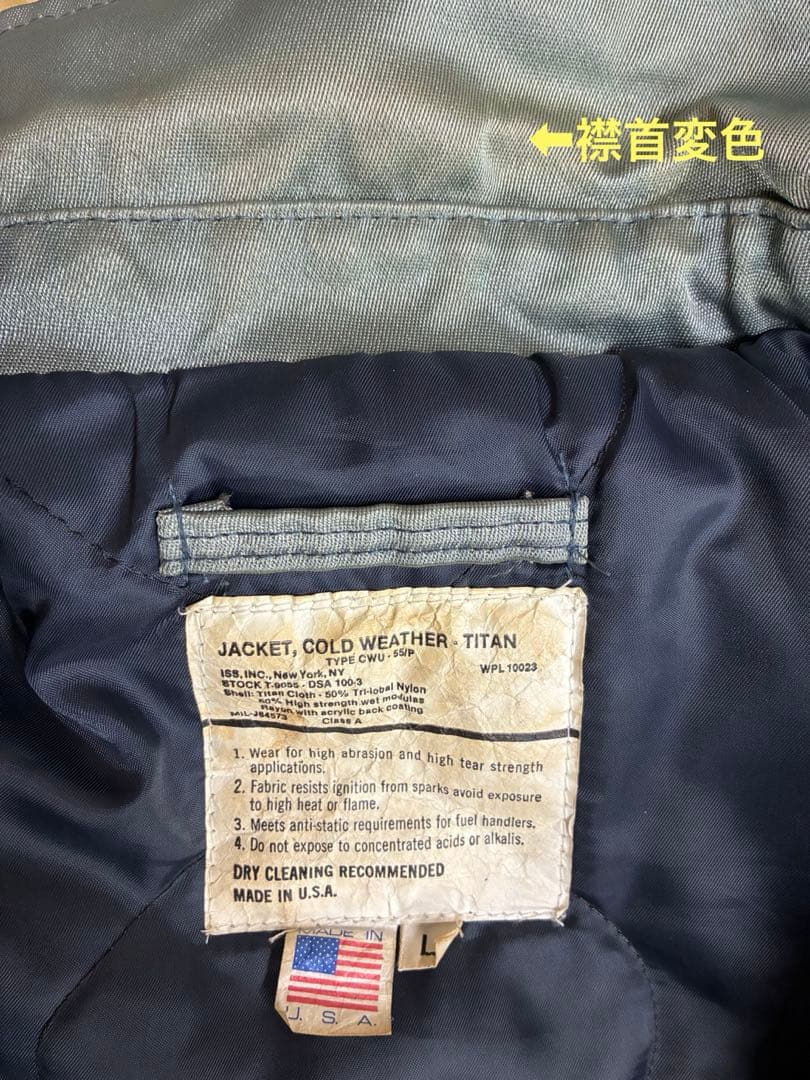 ⬅襟首変色
JACKET, COLD WEATHER - TITAN
TYPE CWU - 55/P
ISS, INC., New York, NY WPL 10023
STOCK T-9055 - DSA 100-3
Shell: Titan Cloth - 50% Tri-lobal Nylon
50% High strength wet modulas
Rayon with acrylic back coating
MIL-J84573 Class A
1. Wear for high abrasion and high tear strength
applications.
2. Fabric resists ignition from sparks avoid exposure
to high heat or flame.
3. Meets anti-static requirements for fuel handlers.
4. Do not expose to concentrated acids or alkalis.
DRY CLEANING RECOMMENDED
MADE IN U.S.A.
MADE IN
L
U. S. A.